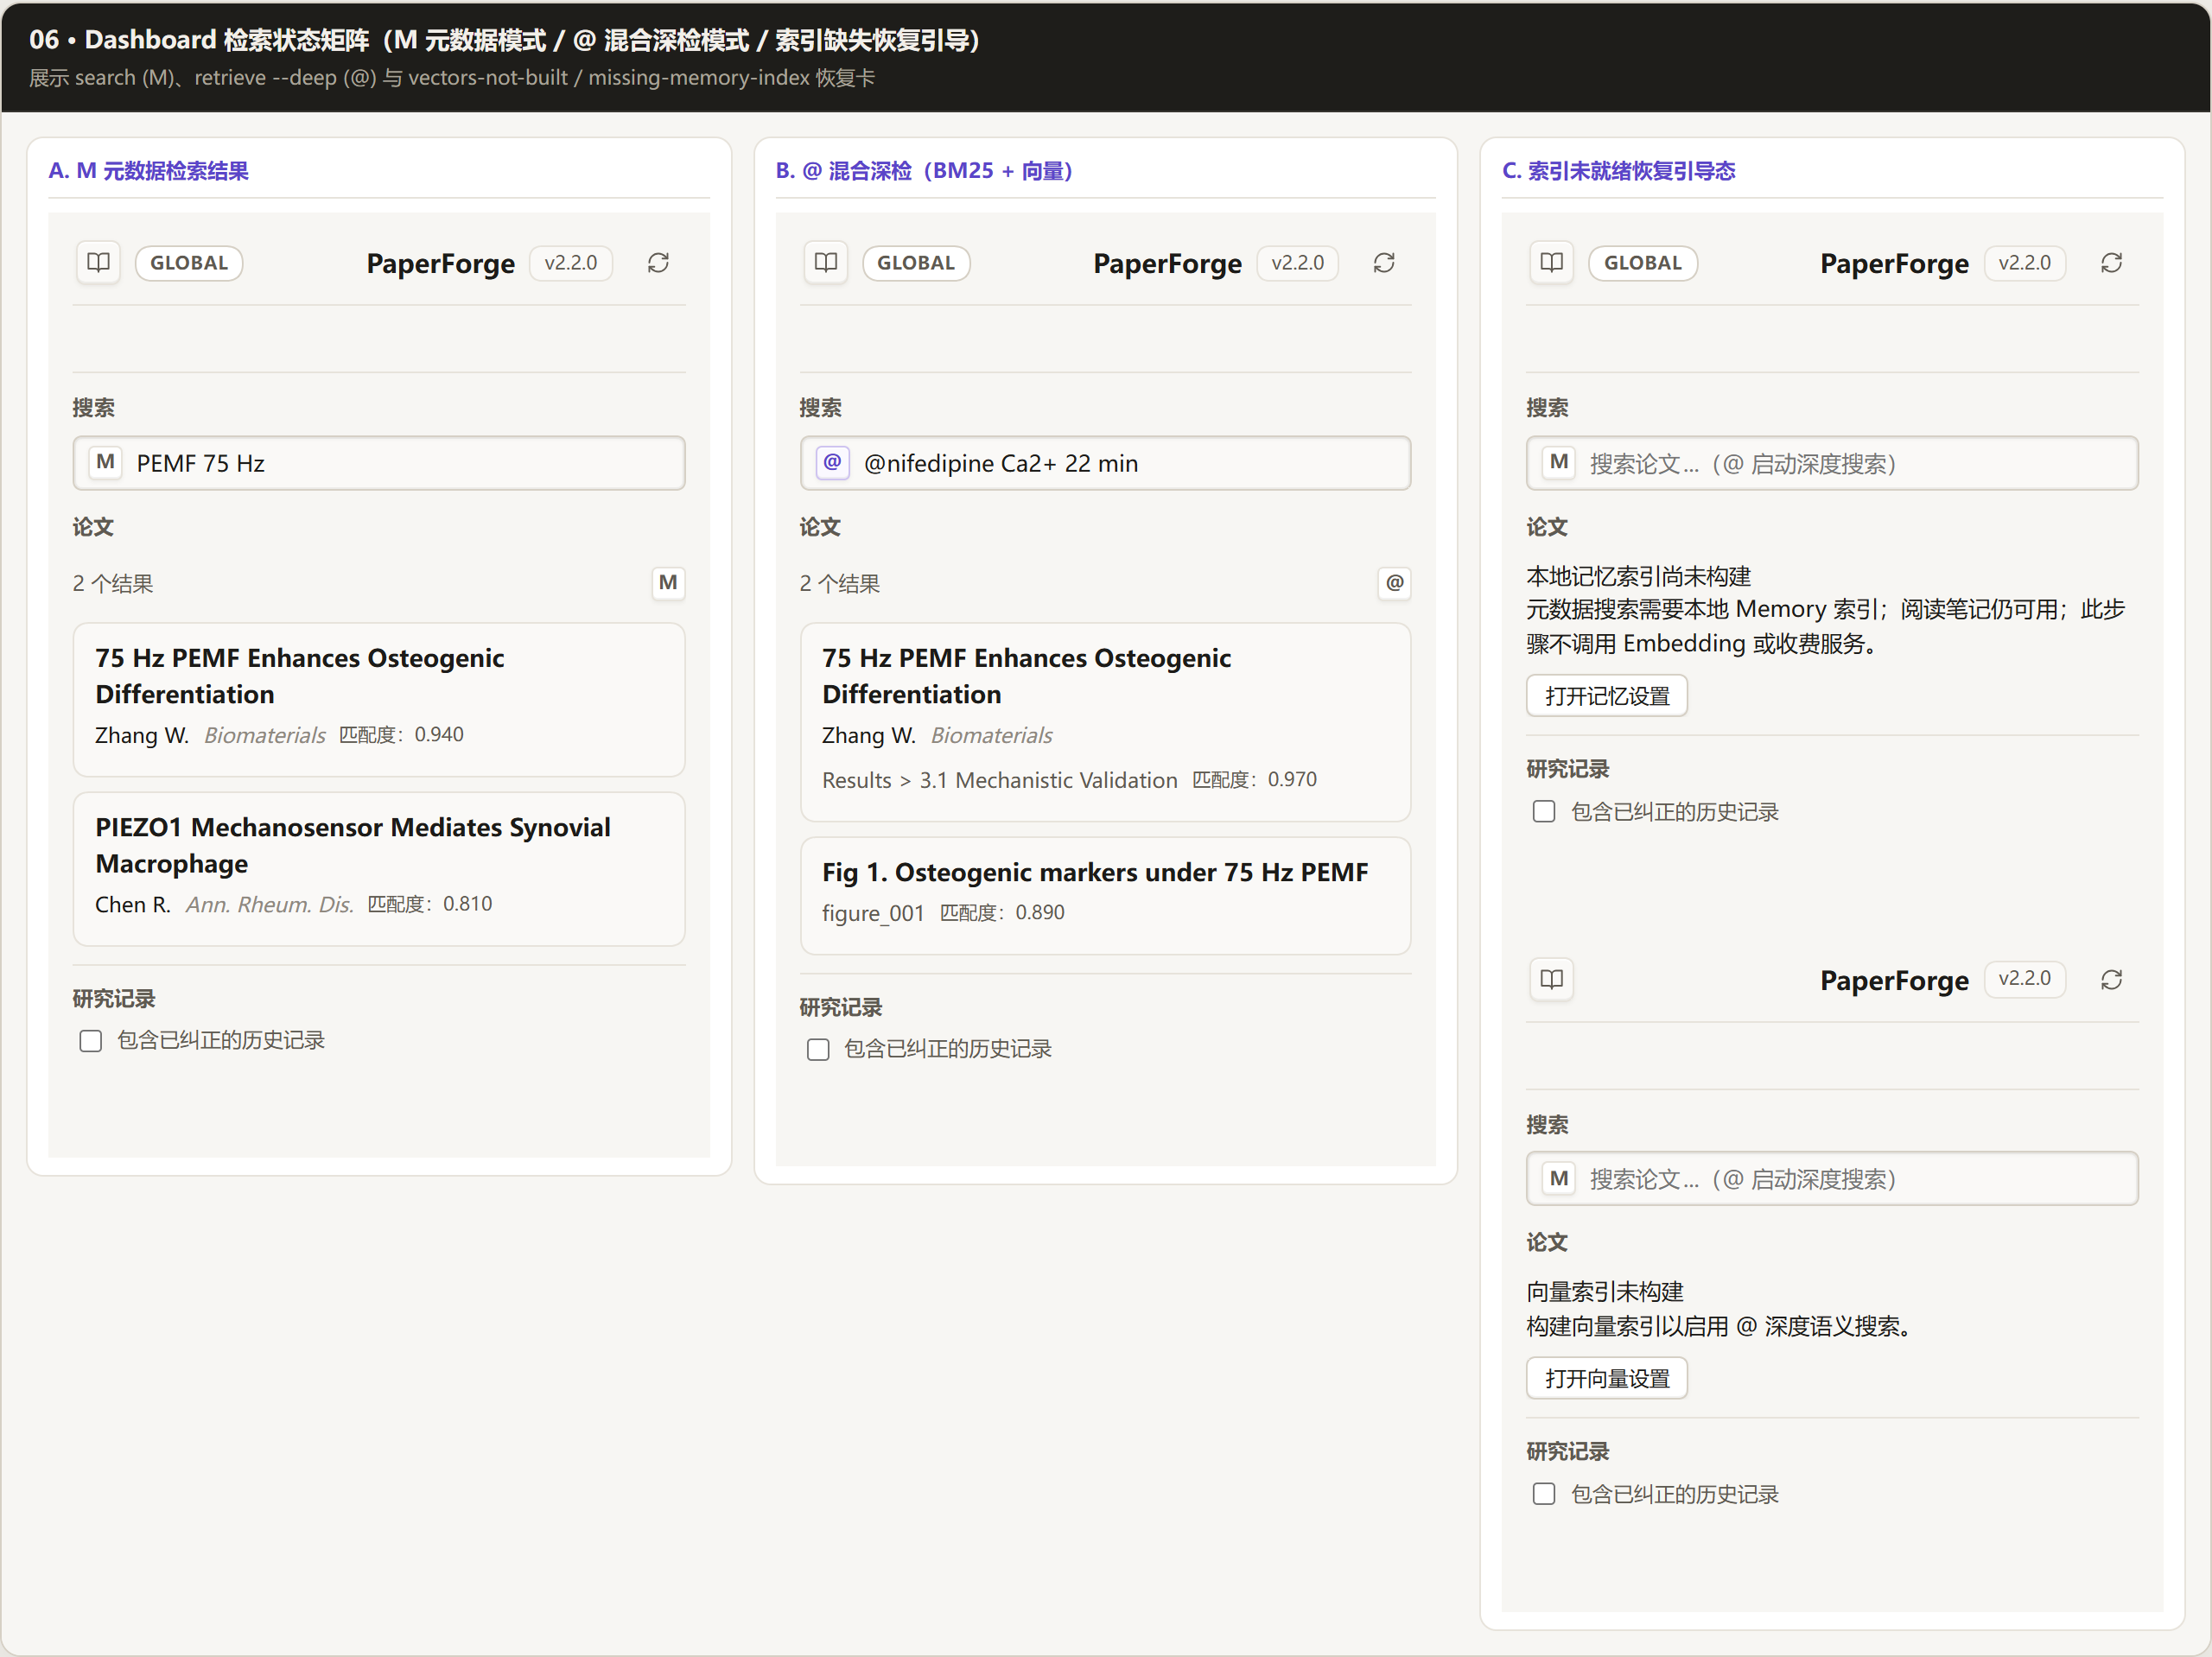 06 • Dashboard 检索状态矩阵（M 元数据模式 / @ 混合深检模式 / 索引缺失恢复引导）
展示 search (M)、retrieve --deep (@) 与 vectors-not-built / missing-memory-index 恢复卡
A. M 元数据检索结果
GLOBAL
PaperForge
v2.2.0
搜索
M
PEMF 75 Hz
论文
2 个结果
M
75 Hz PEMF Enhances Osteogenic
Differentiation
Zhang W. Biomaterials 匹配度：0.940
PIEZO1 Mechanosensor Mediates Synovial
Macrophage
Chen R. Ann. Rheum. Dis. 匹配度：0.810
研究记录
包含已纠正的历史记录
B. @ 混合深检（BM25 + 向量）
GLOBAL
PaperForge
v2.2.0
搜索
@
@nifedipine Ca2+ 22 min
论文
2 个结果
@
75 Hz PEMF Enhances Osteogenic
Differentiation
Zhang W. Biomaterials
Results > 3.1 Mechanistic Validation 匹配度：0.970
Fig 1. Osteogenic markers under 75 Hz PEMF
figure_001 匹配度：0.890
研究记录
包含已纠正的历史记录
C. 索引未就绪恢复引导态
GLOBAL
PaperForge
v2.2.0
搜索
M
搜索论文...（@ 启动深度搜索）
论文
本地记忆索引尚未构建
元数据搜索需要本地 Memory 索引；阅读笔记仍可用；此步
骤不调用 Embedding 或收费服务。
打开记忆设置
研究记录
包含已纠正的历史记录
PaperForge
v2.2.0
搜索
M
搜索论文...（@ 启动深度搜索）
论文
向量索引未构建
构建向量索引以启用 @ 深度语义搜索。
打开向量设置
研究记录
包含已纠正的历史记录